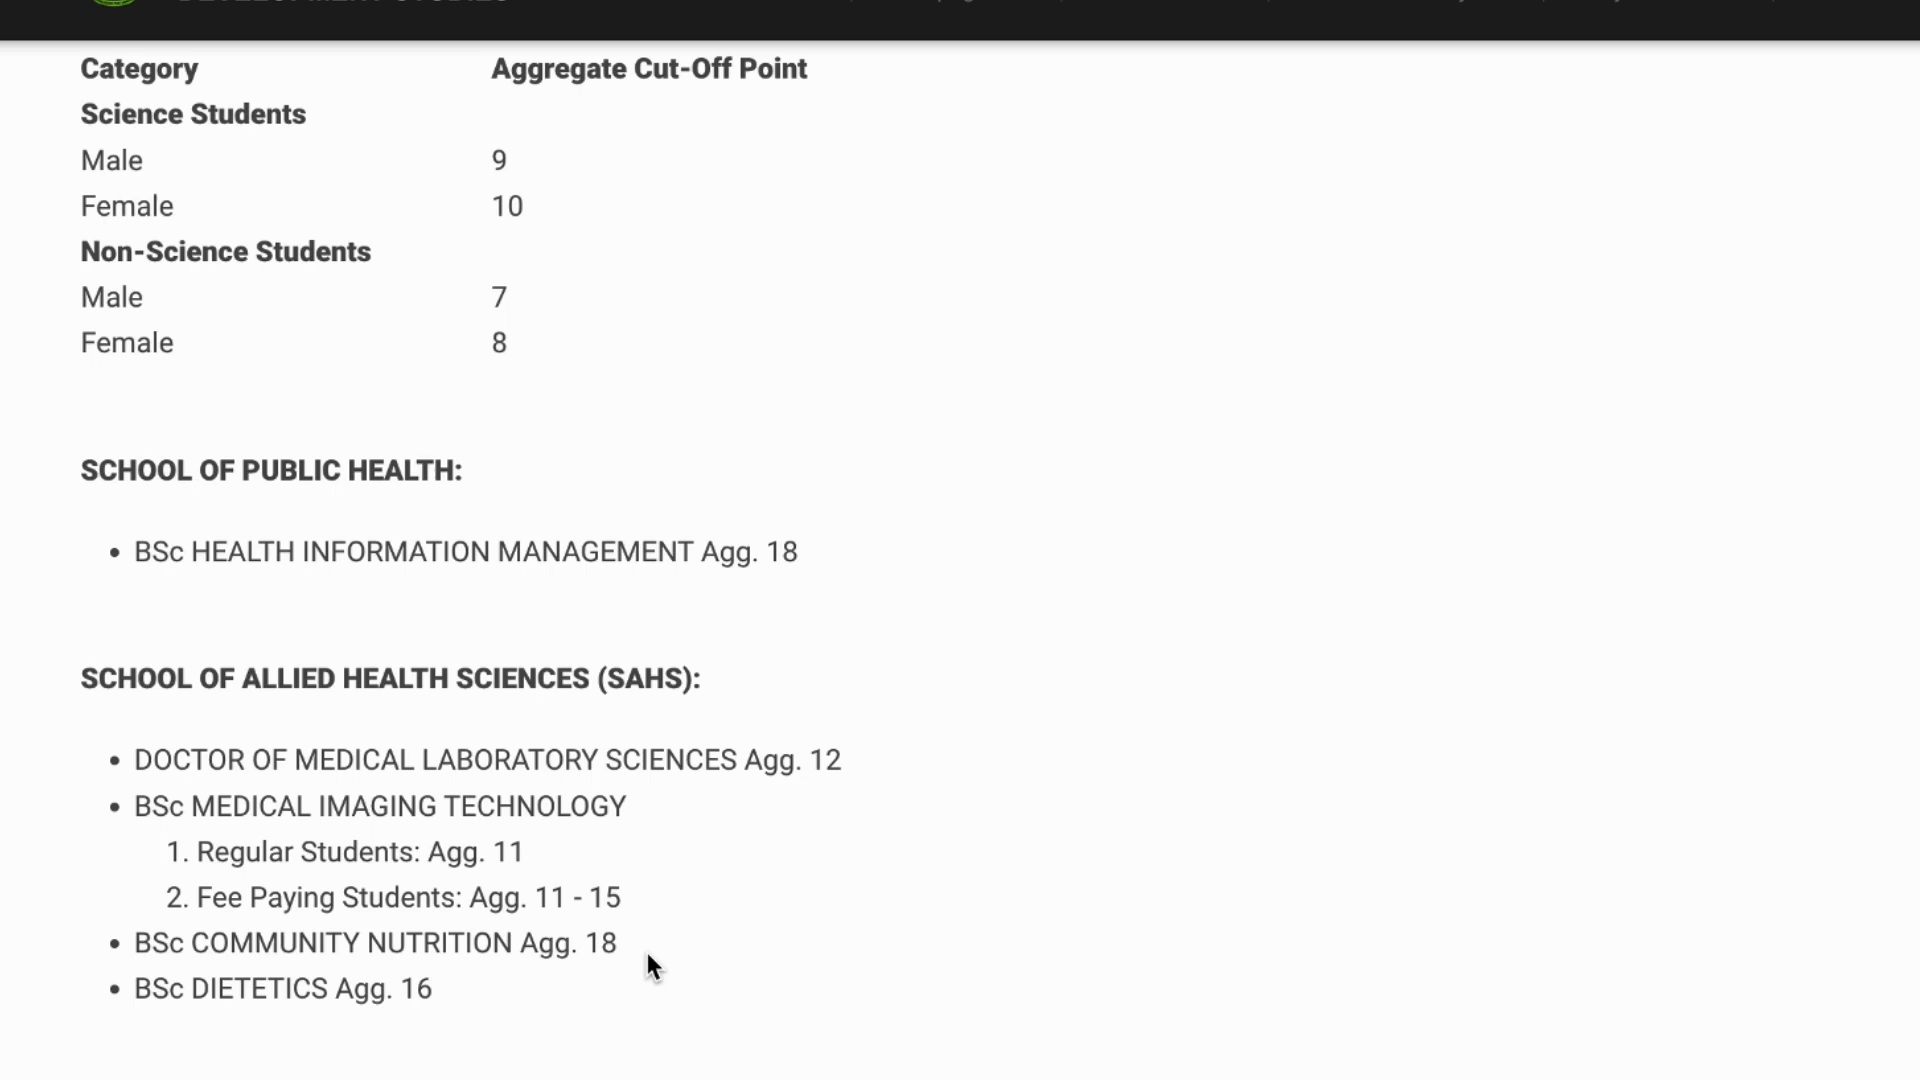 DEVELOPMENT STUDIES
Category Aggregate Cut-Off Point
Science Students
Male 9
Female 10
Non-Science Students
Male 7
Female 8
SCHOOL OF PUBLIC HEALTH:
• BSc HEALTH INFORMATION MANAGEMENT Agg. 18
SCHOOL OF ALLIED HEALTH SCIENCES (SAHS):
• DOCTOR OF MEDICAL LABORATORY SCIENCES Agg. 12
• BSc MEDICAL IMAGING TECHNOLOGY
1. Regular Students: Agg. 11
2. Fee Paying Students: Agg. 11 - 15
• BSc COMMUNITY NUTRITION Agg. 18
• BSc DIETETICS Agg. 16